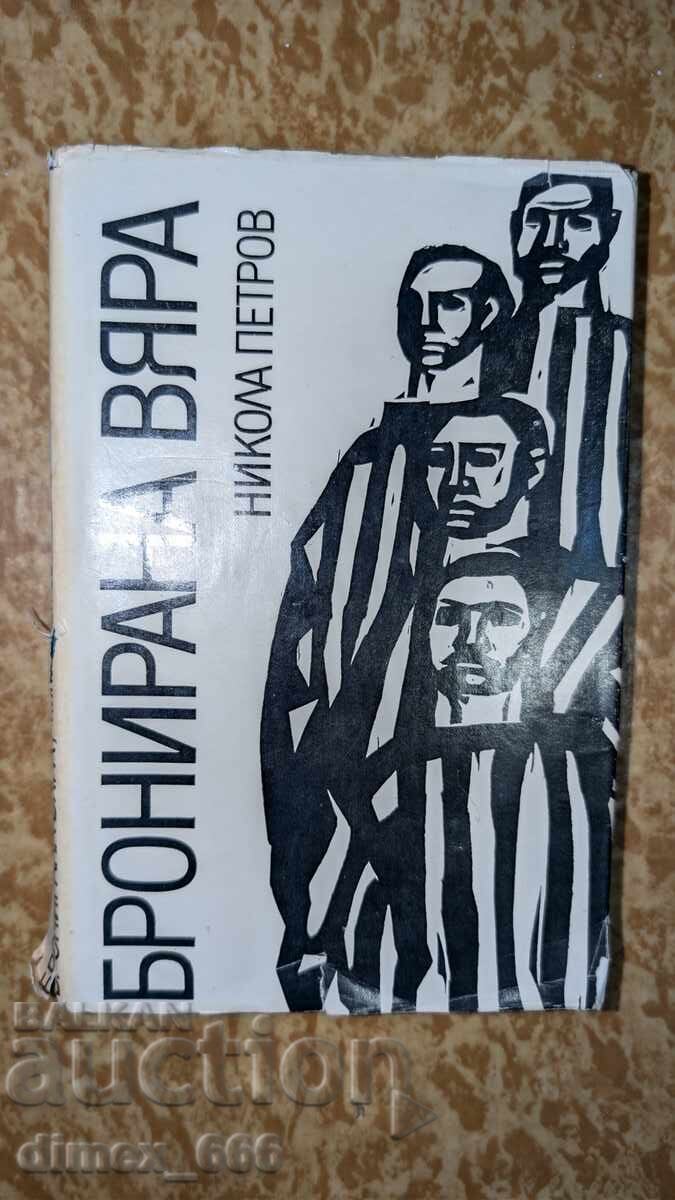 БРОНИРАНА ВЯРА
НИКОЛА ПЕТРОВ
BALKAN
auction
dimex_666